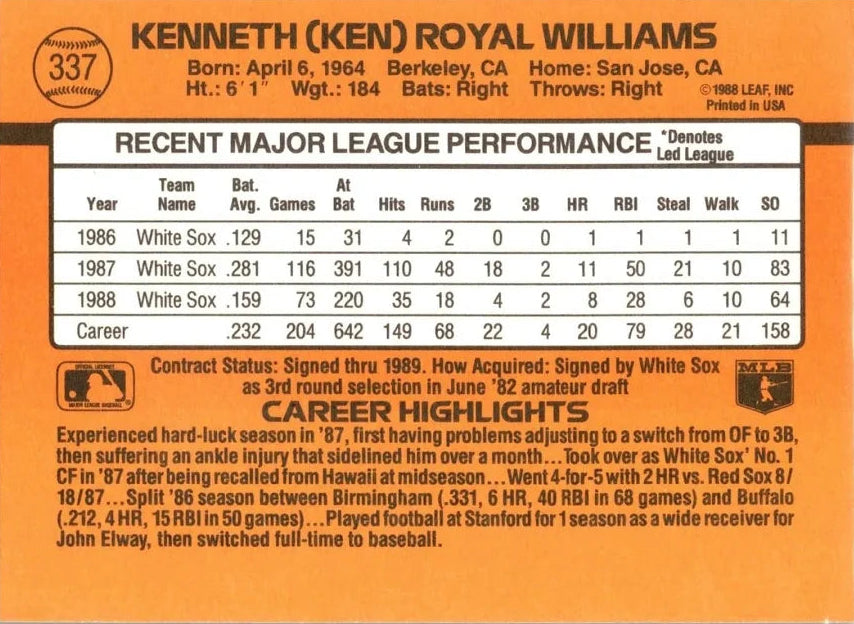 337
KENNETH (KEN) ROYAL WILLIAMS
Born: April 6, 1964 Berkeley, CA Home: San Jose, CA
Ht.: 6'1" Wgt.: 184 Bats: Right Throws: Right
©1988 LEAF, INC
Printed in USA
RECENT MAJOR LEAGUE PERFORMANCE *Denotes
Led League
Year Team Name Bat. Avg. Games At Bat Hits Runs 2B 3B HR RBI Steal Walk SO
1986 White Sox .129 15 31 4 2 0 0 1 1 1 1 11
1987 White Sox .281 116 391 110 48 18 2 11 50 21 10 83
1988 White Sox .159 73 220 35 18 4 2 8 28 6 10 64
Career .232 204 642 149 68 22 4 20 79 28 21 158
OFFICIAL LICENSEE
MAJOR LEAGUE BASEBALL
Contract Status: Signed thru 1989. How Acquired: Signed by White Sox
as 3rd round selection in June '82 amateur draft
MLB
CAREER HIGHLIGHTS
Experienced hard-luck season in '87, first having problems adjusting to a switch from OF to 3B,
then suffering an ankle injury that sidelined him over a month...Took over as White Sox' No. 1
CF in '87 after being recalled from Hawaii at midseason...Went 4-for-5 with 2 HR vs. Red Sox 8/
18/87...Split '86 season between Birmingham (.331, 6 HR, 40 RBI in 68 games) and Buffalo
(.212, 4 HR, 15 RBI in 50 games)...Played football at Stanford for 1 season as a wide receiver for
John Elway, then switched full-time to baseball.